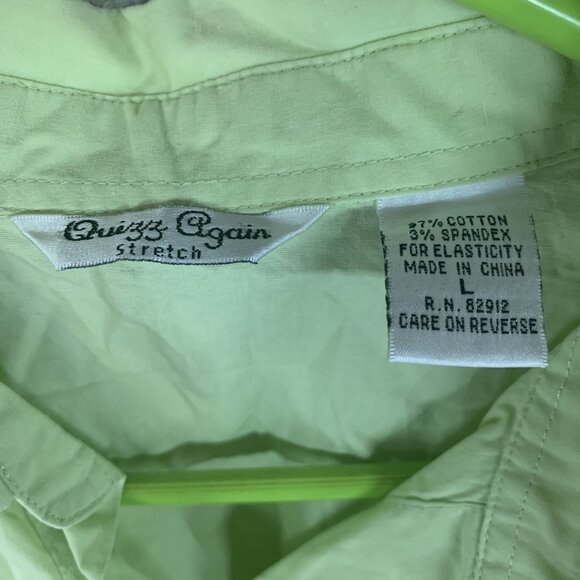 Quizz Again
stretch
97% COTTON
3% SPANDEX
FOR ELASTICITY
MADE IN CHINA
L
R.N. 82912
CARE ON REVERSE